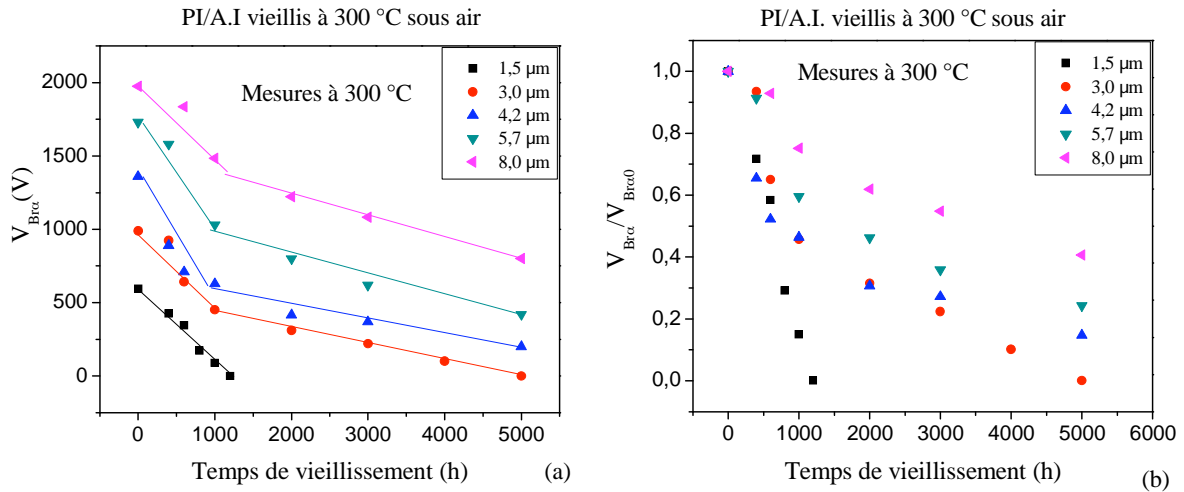 PI/A.I vieillis à 300 °C sous air
Mesures à 300 °C
1,5 µm
3,0 µm
4,2 µm
5,7 µm
8,0 µm
V_Brα(V)
2000
1500
1000
500
0
0 1000 2000 3000 4000 5000
Temps de vieillissement (h)
(a)
PI/A.I. vieillis à 300 °C sous air
Mesures à 300 °C
1,5 µm
3,0 µm
4,2 µm
5,7 µm
8,0 µm
V_Brα/V_Brα0
1,0
0,8
0,6
0,4
0,2
0,0
0 1000 2000 3000 4000 5000 6000
Temps de vieillissement (h)
(b)